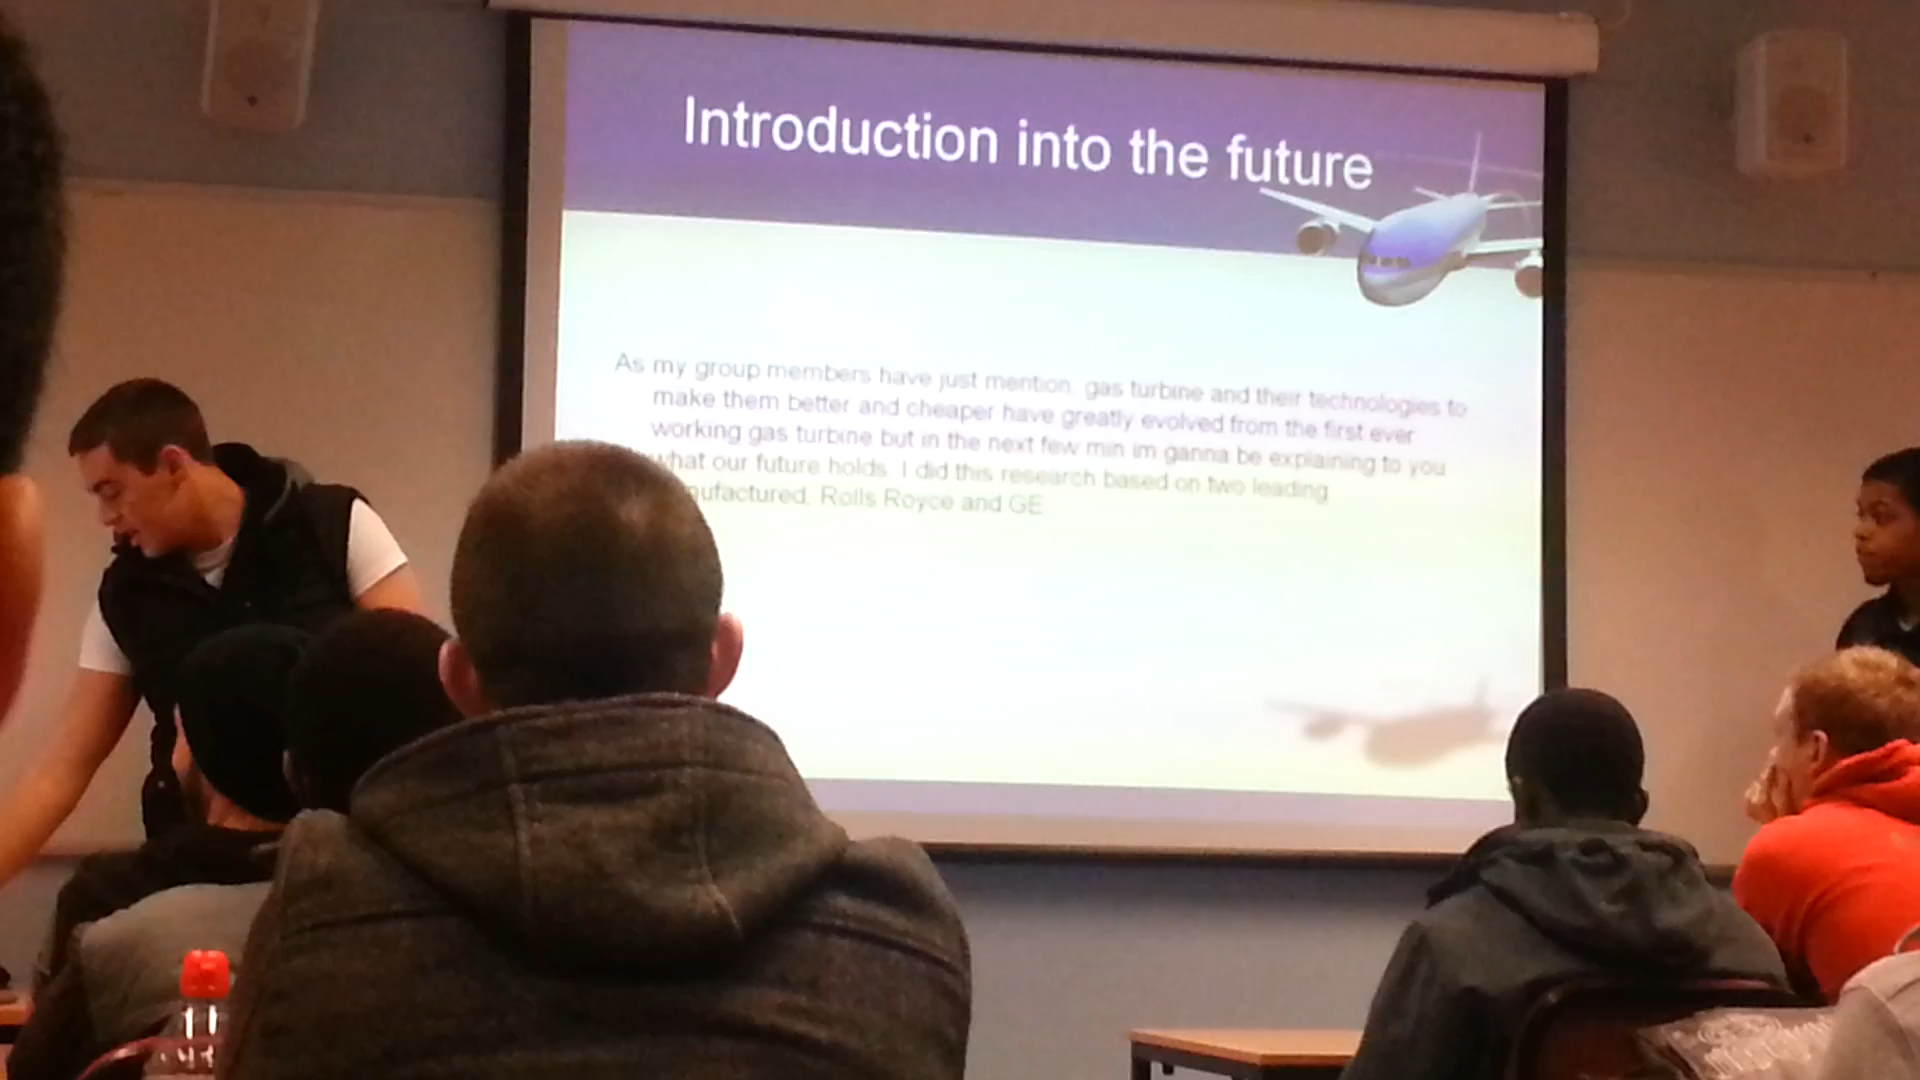 Introduction into the future
As my group members have just mention, gas turbine and their technologies to
make them better and cheaper have greatly evolved from the first ever
working gas turbine but in the next few min im ganna be explaining to you
what our future holds. I did this research based on two leading
Rolls Royce and GE